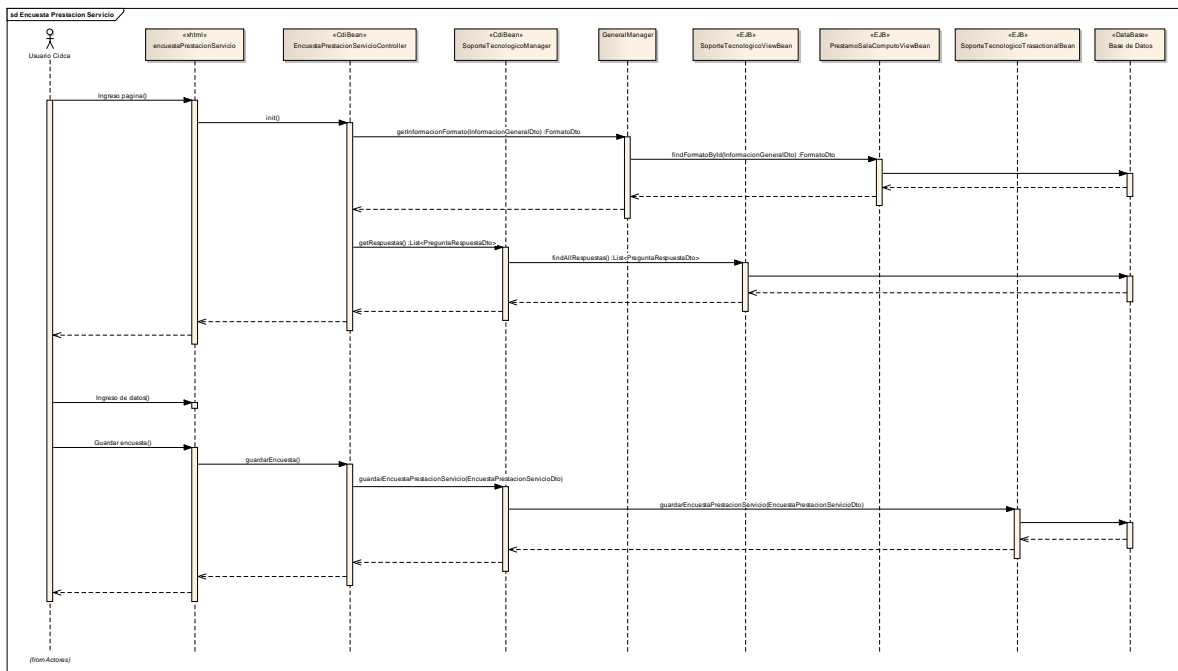 sd Encuesta Prestacion Servicio
Usuario Cidca
«xhtml»
encuestaPrestacionServicio
«CdiBean»
EncuestaPrestacionServicioController
«CdiBean»
SoporteTecnologicoManager
GeneralManager
«EJB»
SoporteTecnologicoViewBean
«EJB»
PrestamoSalaComputoViewBean
«EJB»
SoporteTecnologicoTrasactionalBean
«DataBase»
Base de Datos
Ingreso pagina()
init()
getInformacionFormato(InformacionGeneralDto) :FormatoDto
findFormatoById(InformacionGeneralDto) :FormatoDto
getRespuestas() :List<PreguntaRespuestaDto>
findAllRespuestas() :List<PreguntaRespuestaDto>
Ingreso de datos()
Guardar encuesta()
guardarEncuesta()
guardarEncuestaPrestacionServicio(EncuestaPrestacionServicioDto)
guardarEncuestaPrestacionServicio(EncuestaPrestacionServicioDto)
(from Actores)